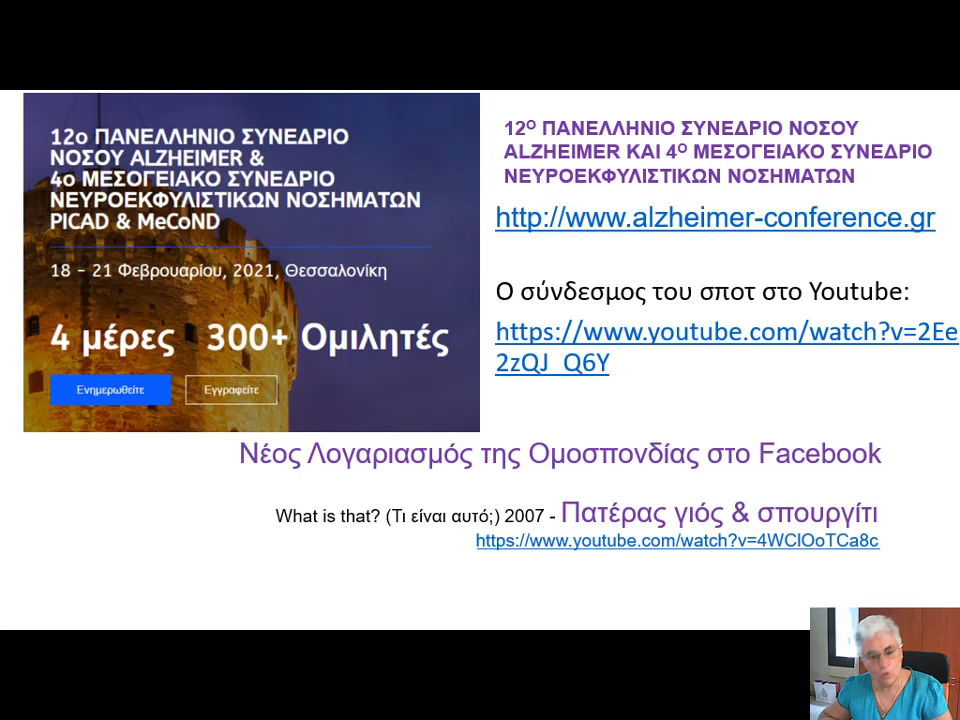 12ο ΠΑΝΕΛΛΗΝΙΟ ΣΥΝΕΔΡΙΟ
ΝΟΣΟΥ ALZHEIMER &
4ο ΜΕΣΟΓΕΙΑΚΟ ΣΥΝΕΔΡΙΟ
ΝΕΥΡΟΕΚΦΥΛΙΣΤΙΚΩΝ ΝΟΣΗΜΑΤΩΝ
PICAD & MeCoND
18 - 21 Φεβρουαρίου, 2021, Θεσσαλονίκη
4 μέρες 300+ Ομιλητές
Ενημερωθείτε Εγγραφείτε
12Ο ΠΑΝΕΛΛΗΝΙΟ ΣΥΝΕΔΡΙΟ ΝΟΣΟΥ
ALZHEIMER ΚΑΙ 4Ο ΜΕΣΟΓΕΙΑΚΟ ΣΥΝΕΔΡΙΟ
ΝΕΥΡΟΕΚΦΥΛΙΣΤΙΚΩΝ ΝΟΣΗΜΑΤΩΝ
http://www.alzheimer-conference.gr
Ο σύνδεσμος του σποτ στο Youtube:
https://www.youtube.com/watch?v=2Ee
2zQJ_Q6Y
Νέος Λογαριασμός της Ομοσπονδίας στο Facebook
What is that? (Τι είναι αυτό;) 2007 - Πατέρας γιός & σπουργίτι
https://www.youtube.com/watch?v=4WCIOoTCa8c